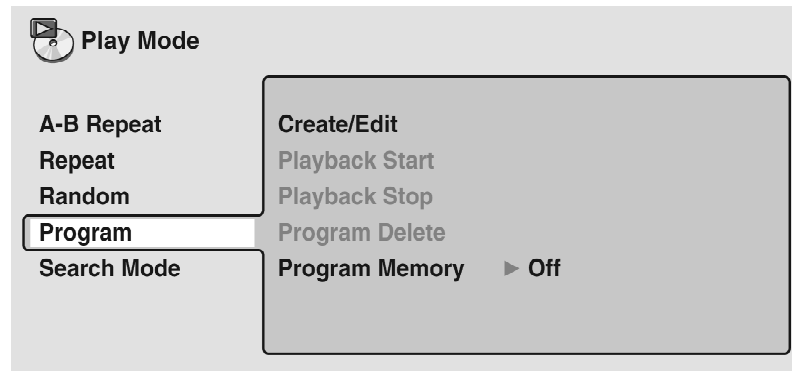 Play Mode
A-B Repeat
Repeat
Random
Program
Search Mode
Create/Edit
Playback Start
Playback Stop
Program Delete
Program Memory ► Off